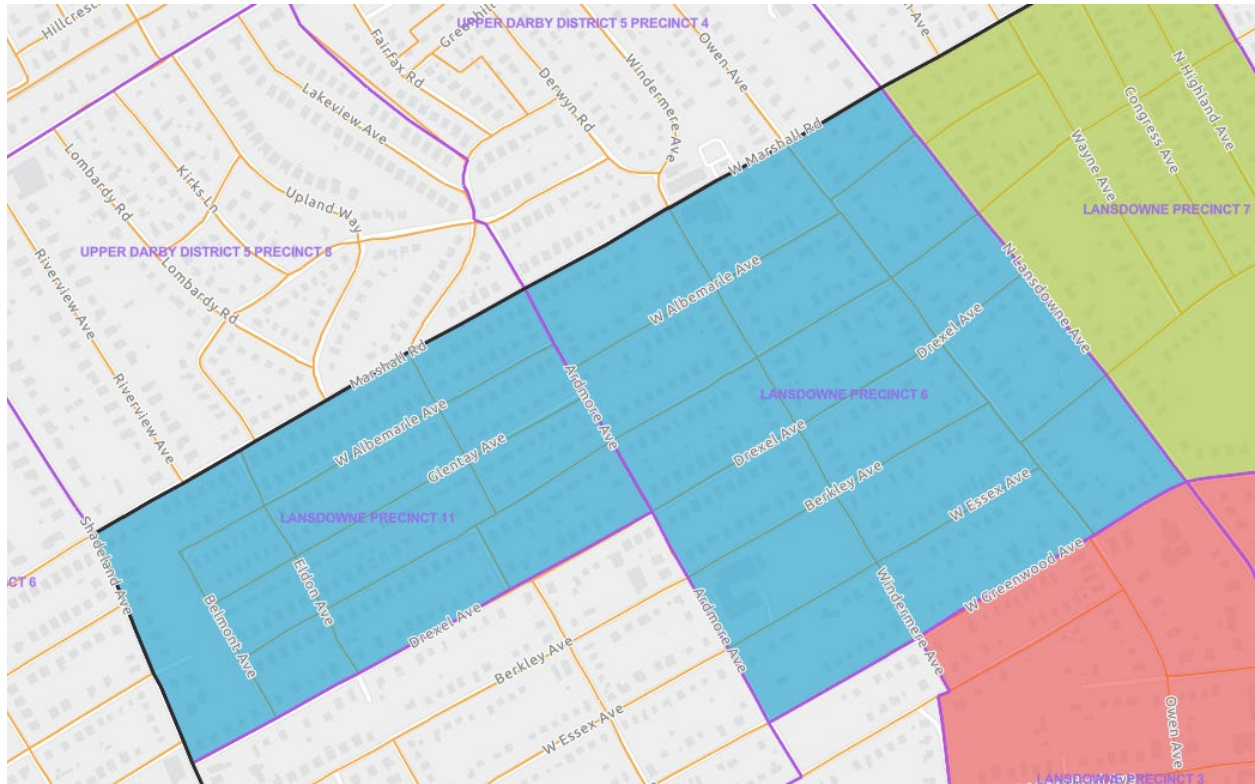 Hillcrest
UPPER DARBY DISTRICT 5 PRECINCT 4
Fairfax Rd
Greenhill
Owen Ave
Windermere Ave
Derwyn Rd
Lakeview Ave
N Highland Ave
Congress Ave
Wayne Ave
W Marshall Rd
Lombardy Rd
Kirks Ln
Upland Way
LANSDOWNE PRECINCT 7
UPPER DARBY DISTRICT 5 PRECINCT 8
Riverview Ave
Lombardy Rd
N Lansdowne Ave
W Albemarle Ave
Drexel Ave
Marshall Rd
Ardmore Ave
LANSDOWNE PRECINCT 6
Riverview Ave
W Albemarle Ave
Glentay Ave
Drexel Ave
Berkley Ave
W Essex Ave
LANSDOWNE PRECINCT 11
Shadeland Ave
CT 6
Eldon Ave
Belmont Ave
Drexel Ave
W Greenwood Ave
Windermere Ave
Ardmore Ave
Berkley Ave
W Essex Ave
Owen Ave
LANSDOWNE PRECINCT 3